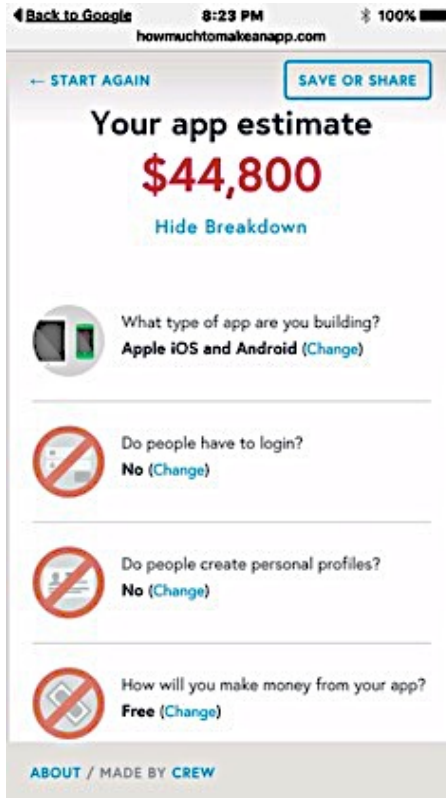 Back to Google 8:23 PM 100%
howmuchtomakeanapp.com
← START AGAIN SAVE OR SHARE
Your app estimate
$44,800
Hide Breakdown
What type of app are you building?
Apple iOS and Android (Change)
Do people have to login?
No (Change)
Do people create personal profiles?
No (Change)
How will you make money from your app?
Free (Change)
ABOUT / MADE BY CREW